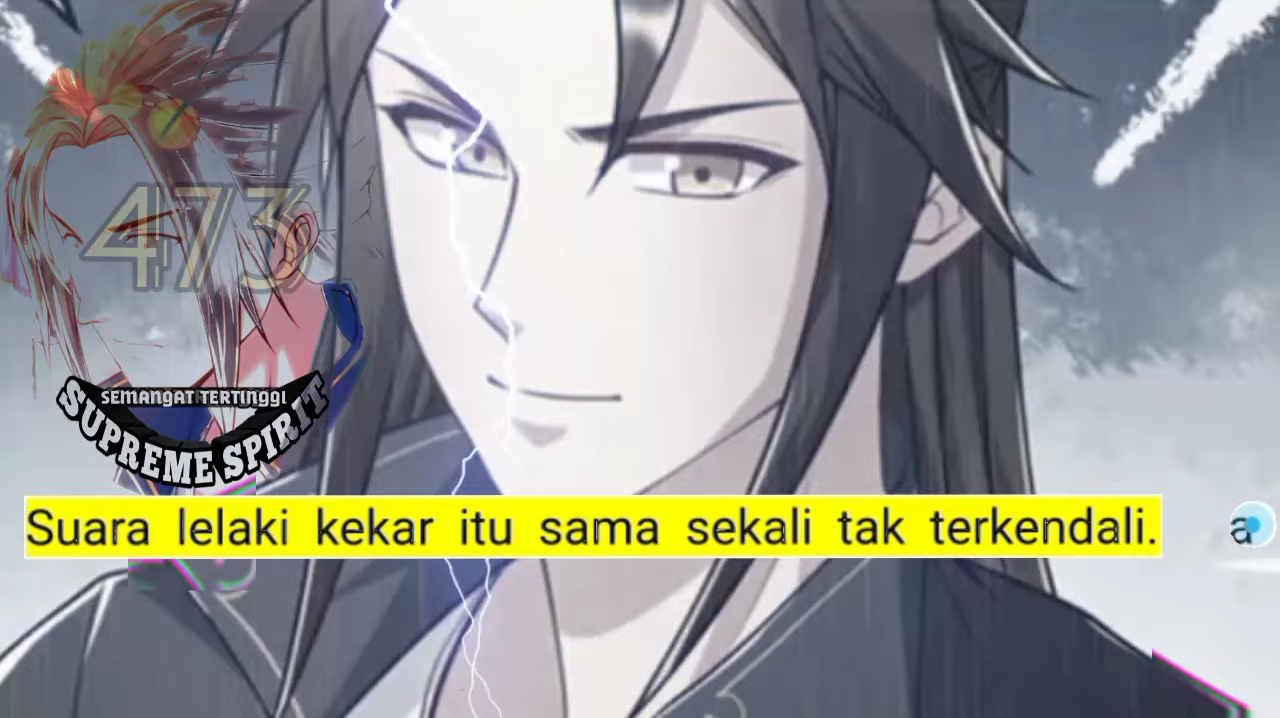 473
SEMANGAT TERTINGGI
SUPREME SPIRIT
Suara lelaki kekar itu sama sekali tak terkendali.
a